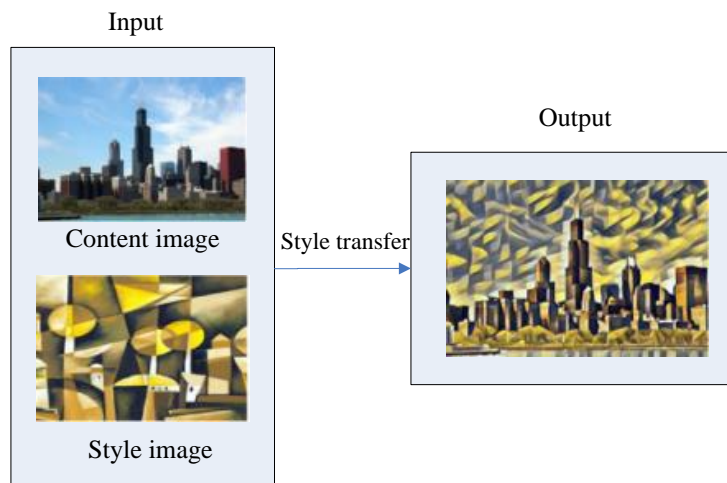 Input
Content image
Style image
Style transfer
Output